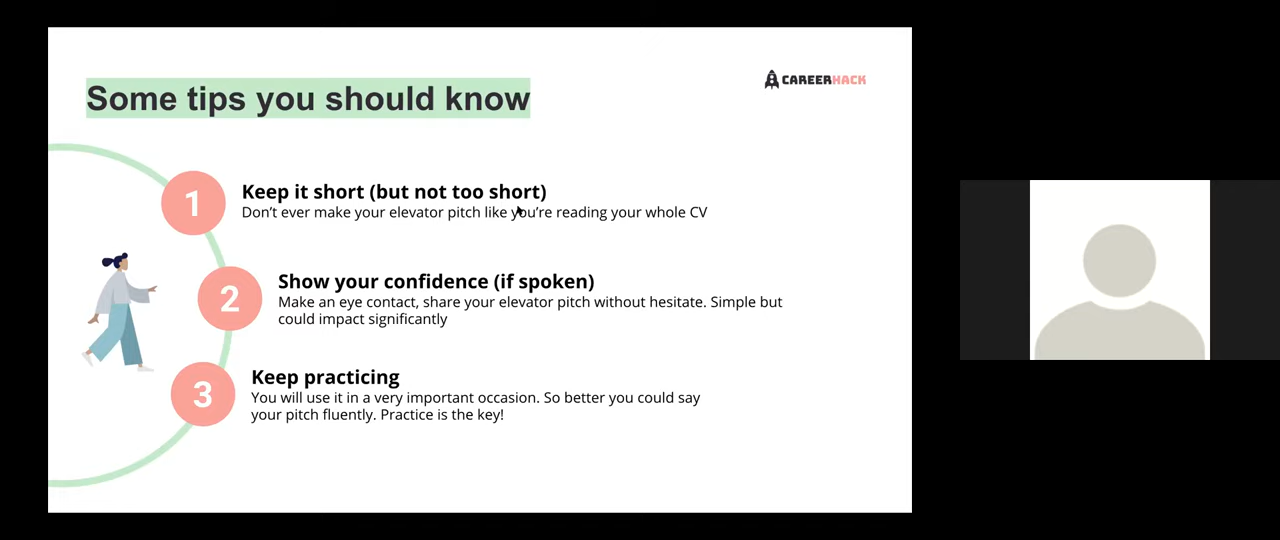 Some tips you should know
CAREERHACK
1
Keep it short (but not too short)
Don't ever make your elevator pitch like you're reading your whole CV
2
Show your confidence (if spoken)
Make an eye contact, share your elevator pitch without hesitate. Simple but
could impact significantly
3
Keep practicing
You will use it in a very important occasion. So better you could say
your pitch fluently. Practice is the key!